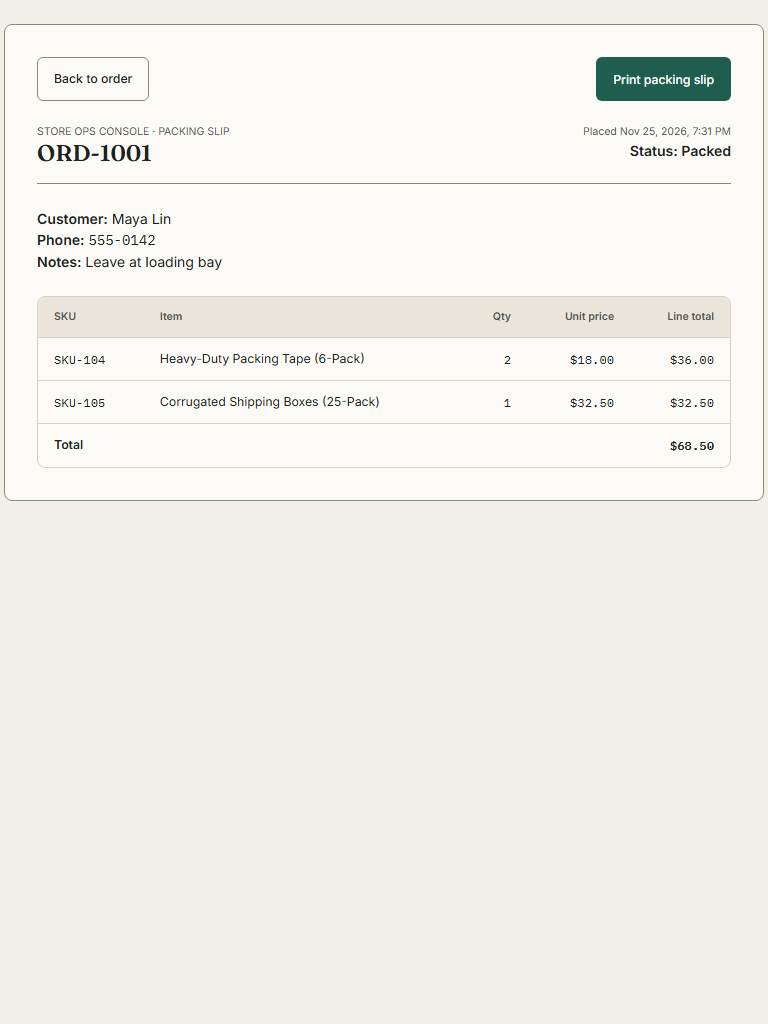 Back to order
Print packing slip
STORE OPS CONSOLE · PACKING SLIP
ORD-1001
Placed Nov 25, 2026, 7:31 PM
Status: Packed
Customer: Maya Lin
Phone: 555-0142
Notes: Leave at loading bay
SKU Item Qty Unit price Line total
SKU-104 Heavy-Duty Packing Tape (6-Pack) 2 $18.00 $36.00
SKU-105 Corrugated Shipping Boxes (25-Pack) 1 $32.50 $32.50
Total $68.50